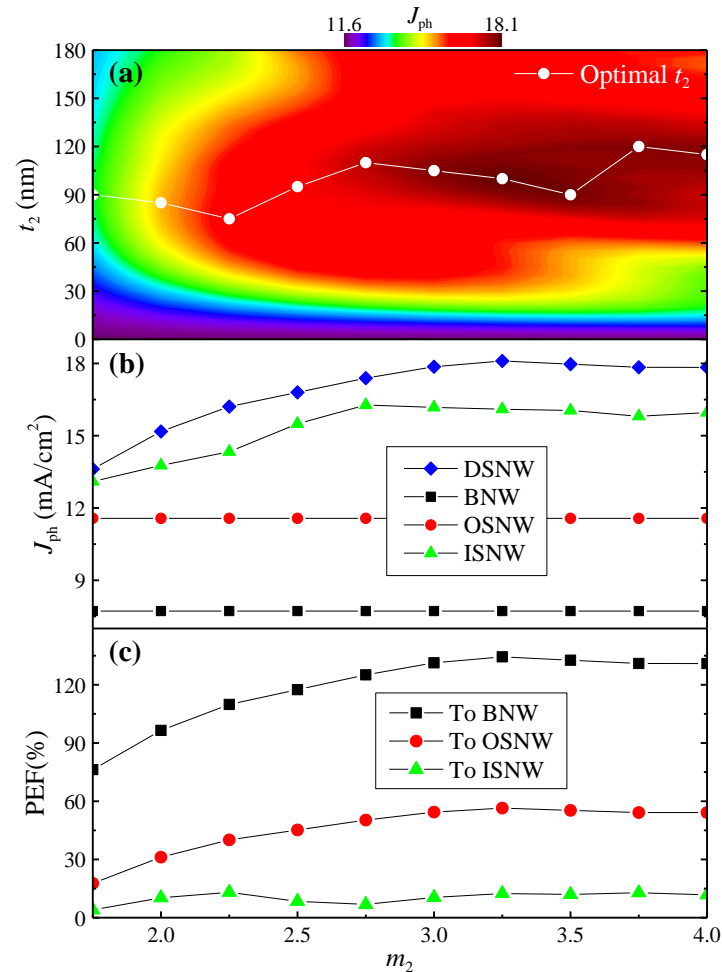 11.6 J_ph 18.1
(a)
Optimal t_2
180
150
120
90
60
30
0
t_2 (nm)
(b)
18
15
12
9
J_ph (mA/cm^2)
DSNW
BNW
OSNW
ISNW
(c)
120
90
60
30
0
PEF(%)
To BNW
To OSNW
To ISNW
2.0 2.5 3.0 3.5 4.0
m_2